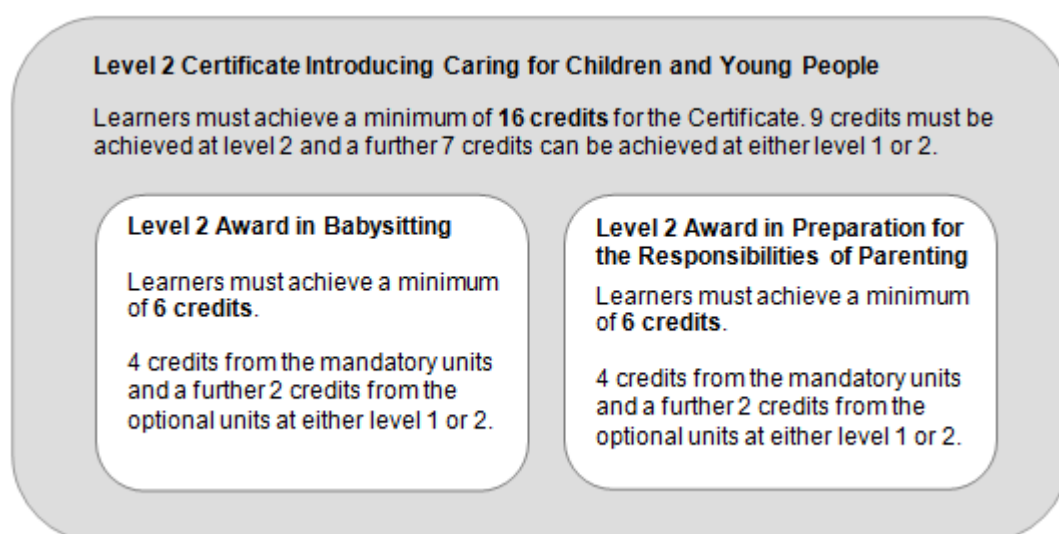 Level 2 Certificate Introducing Caring for Children and Young People
Learners must achieve a minimum of 16 credits for the Certificate. 9 credits must be
achieved at level 2 and a further 7 credits can be achieved at either level 1 or 2.
Level 2 Award in Babysitting
Learners must achieve a minimum
of 6 credits.
4 credits from the mandatory units
and a further 2 credits from the
optional units at either level 1 or 2.
Level 2 Award in Preparation for
the Responsibilities of Parenting
Learners must achieve a minimum
of 6 credits.
4 credits from the mandatory units
and a further 2 credits from the
optional units at either level 1 or 2.